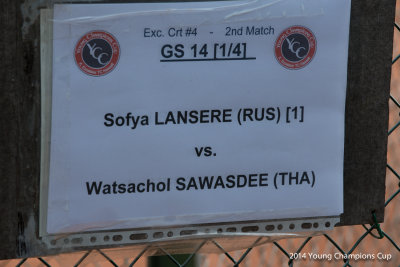 Exc. Crt #4 - 2nd Match
GS 14 [1/4]
Sofya LANSERE (RUS) [1]
vs.
Watsachol SAWASDEE (THA)
2014 Young Champions Cup